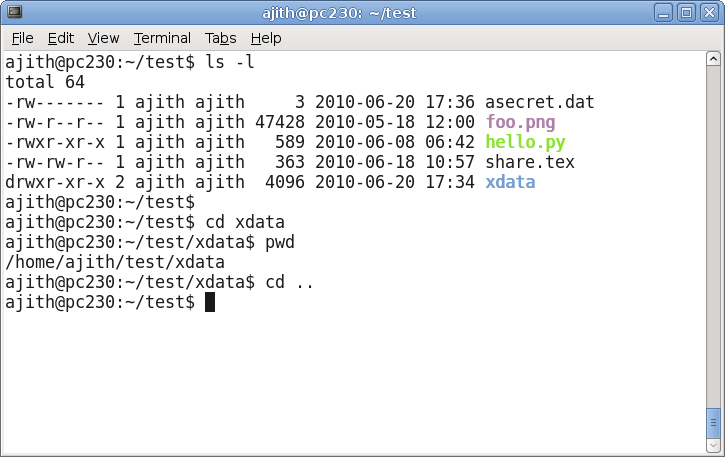 ajith@pc230: ~/test
File Edit View Terminal Tabs Help
ajith@pc230:~/test$ ls -l
total 64
-rw------- 1 ajith ajith     3 2010-06-20 17:36 asecret.dat
-rw-r--r-- 1 ajith ajith 47428 2010-05-18 12:00 foo.png
-rwxr-xr-x 1 ajith ajith   589 2010-06-08 06:42 hello.py
-rw-rw-r-- 1 ajith ajith   363 2010-06-18 10:57 share.tex
drwxr-xr-x 2 ajith ajith  4096 2010-06-20 17:34 xdata
ajith@pc230:~/test$
ajith@pc230:~/test$ cd xdata
ajith@pc230:~/test/xdata$ pwd
/home/ajith/test/xdata
ajith@pc230:~/test/xdata$ cd ..
ajith@pc230:~/test$